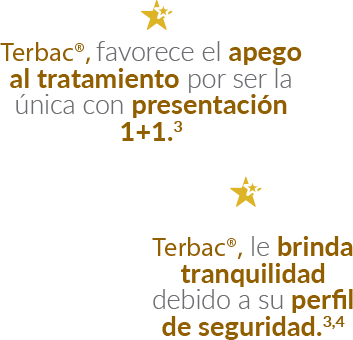 Terbac®, favorece el apego
al tratamiento por ser la
única con presentación
1+1.³
Terbac®, le brinda
tranquilidad
debido a su perfil
de seguridad.³,⁴